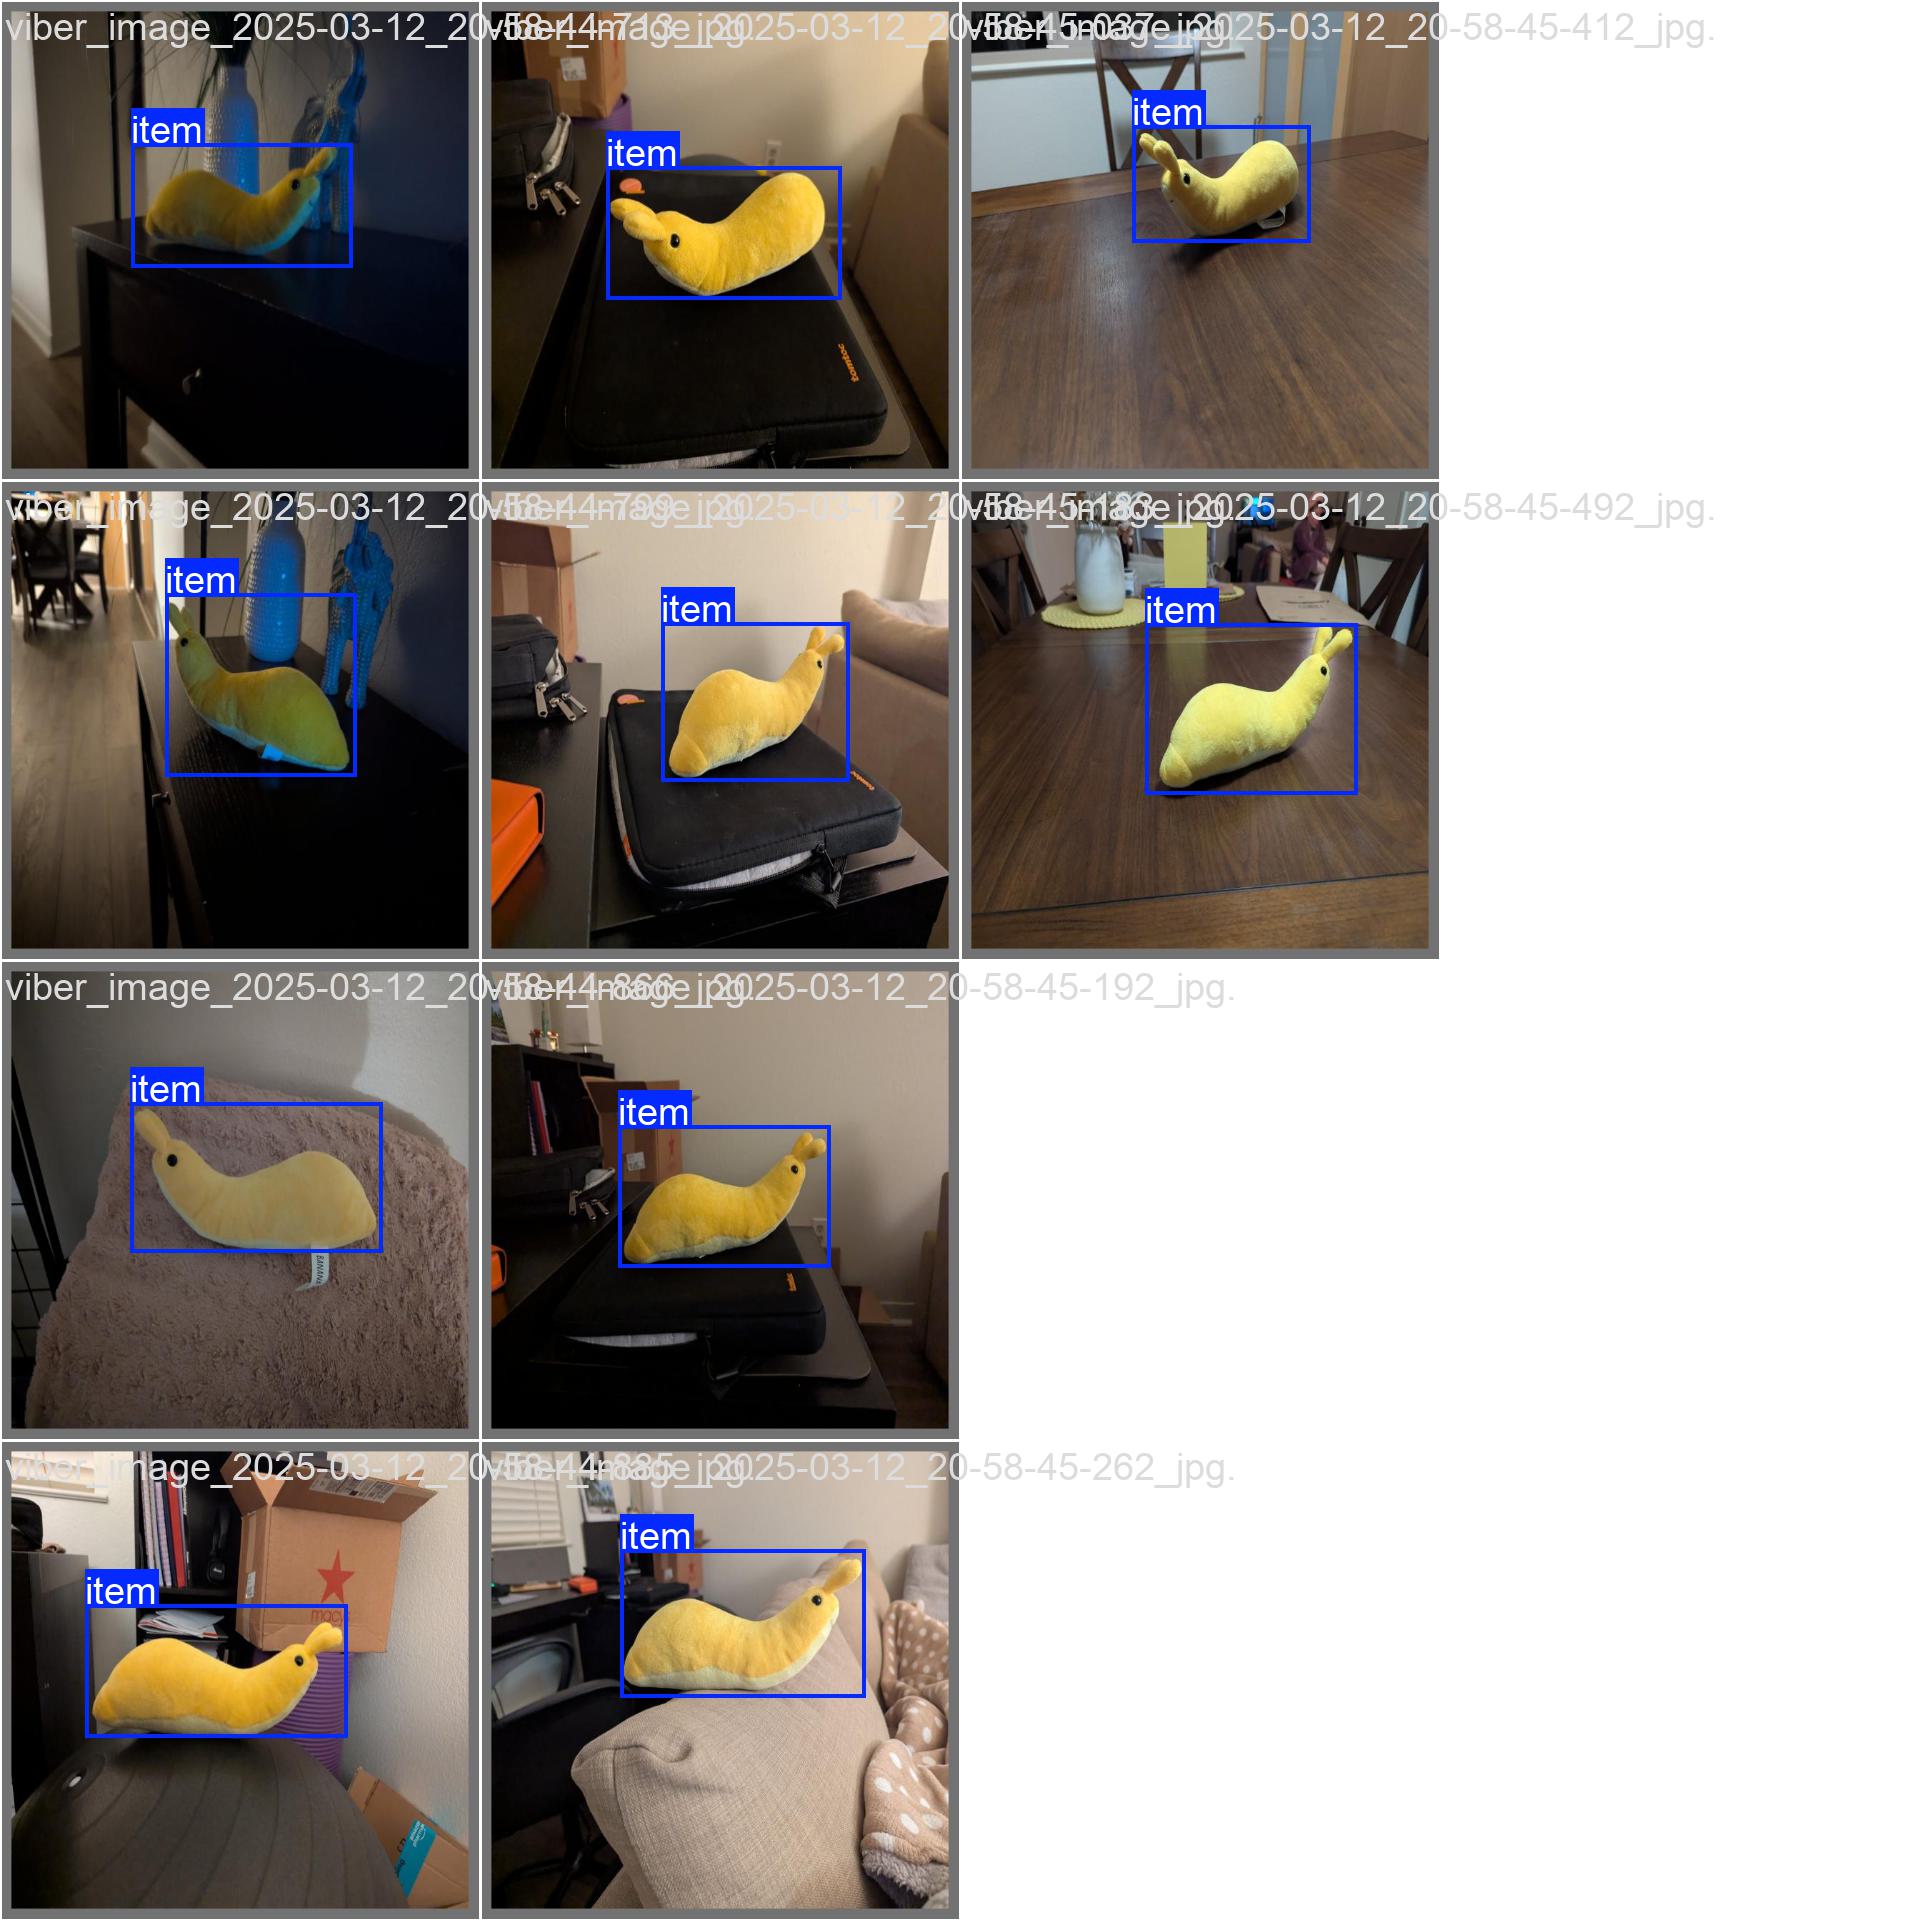 viber_image_2025-03-12_20-58-44-713_jpg.
viber_image_2025-03-12_20-58-45-037_jpg.
viber_image_2025-03-12_20-58-45-412_jpg.
item
item
item
tomtoc
viber_image_2025-03-12_20-58-44-799_jpg.
viber_image_2025-03-12_20-58-45-183_jpg.
viber_image_2025-03-12_20-58-45-492_jpg.
item
item
item
viber_image_2025-03-12_20-58-44-866_jpg.
viber_image_2025-03-12_20-58-45-192_jpg.
item
item
BANANA
viber_image_2025-03-12_20-58-44-885_jpg.
viber_image_2025-03-12_20-58-45-262_jpg.
item
item
macy